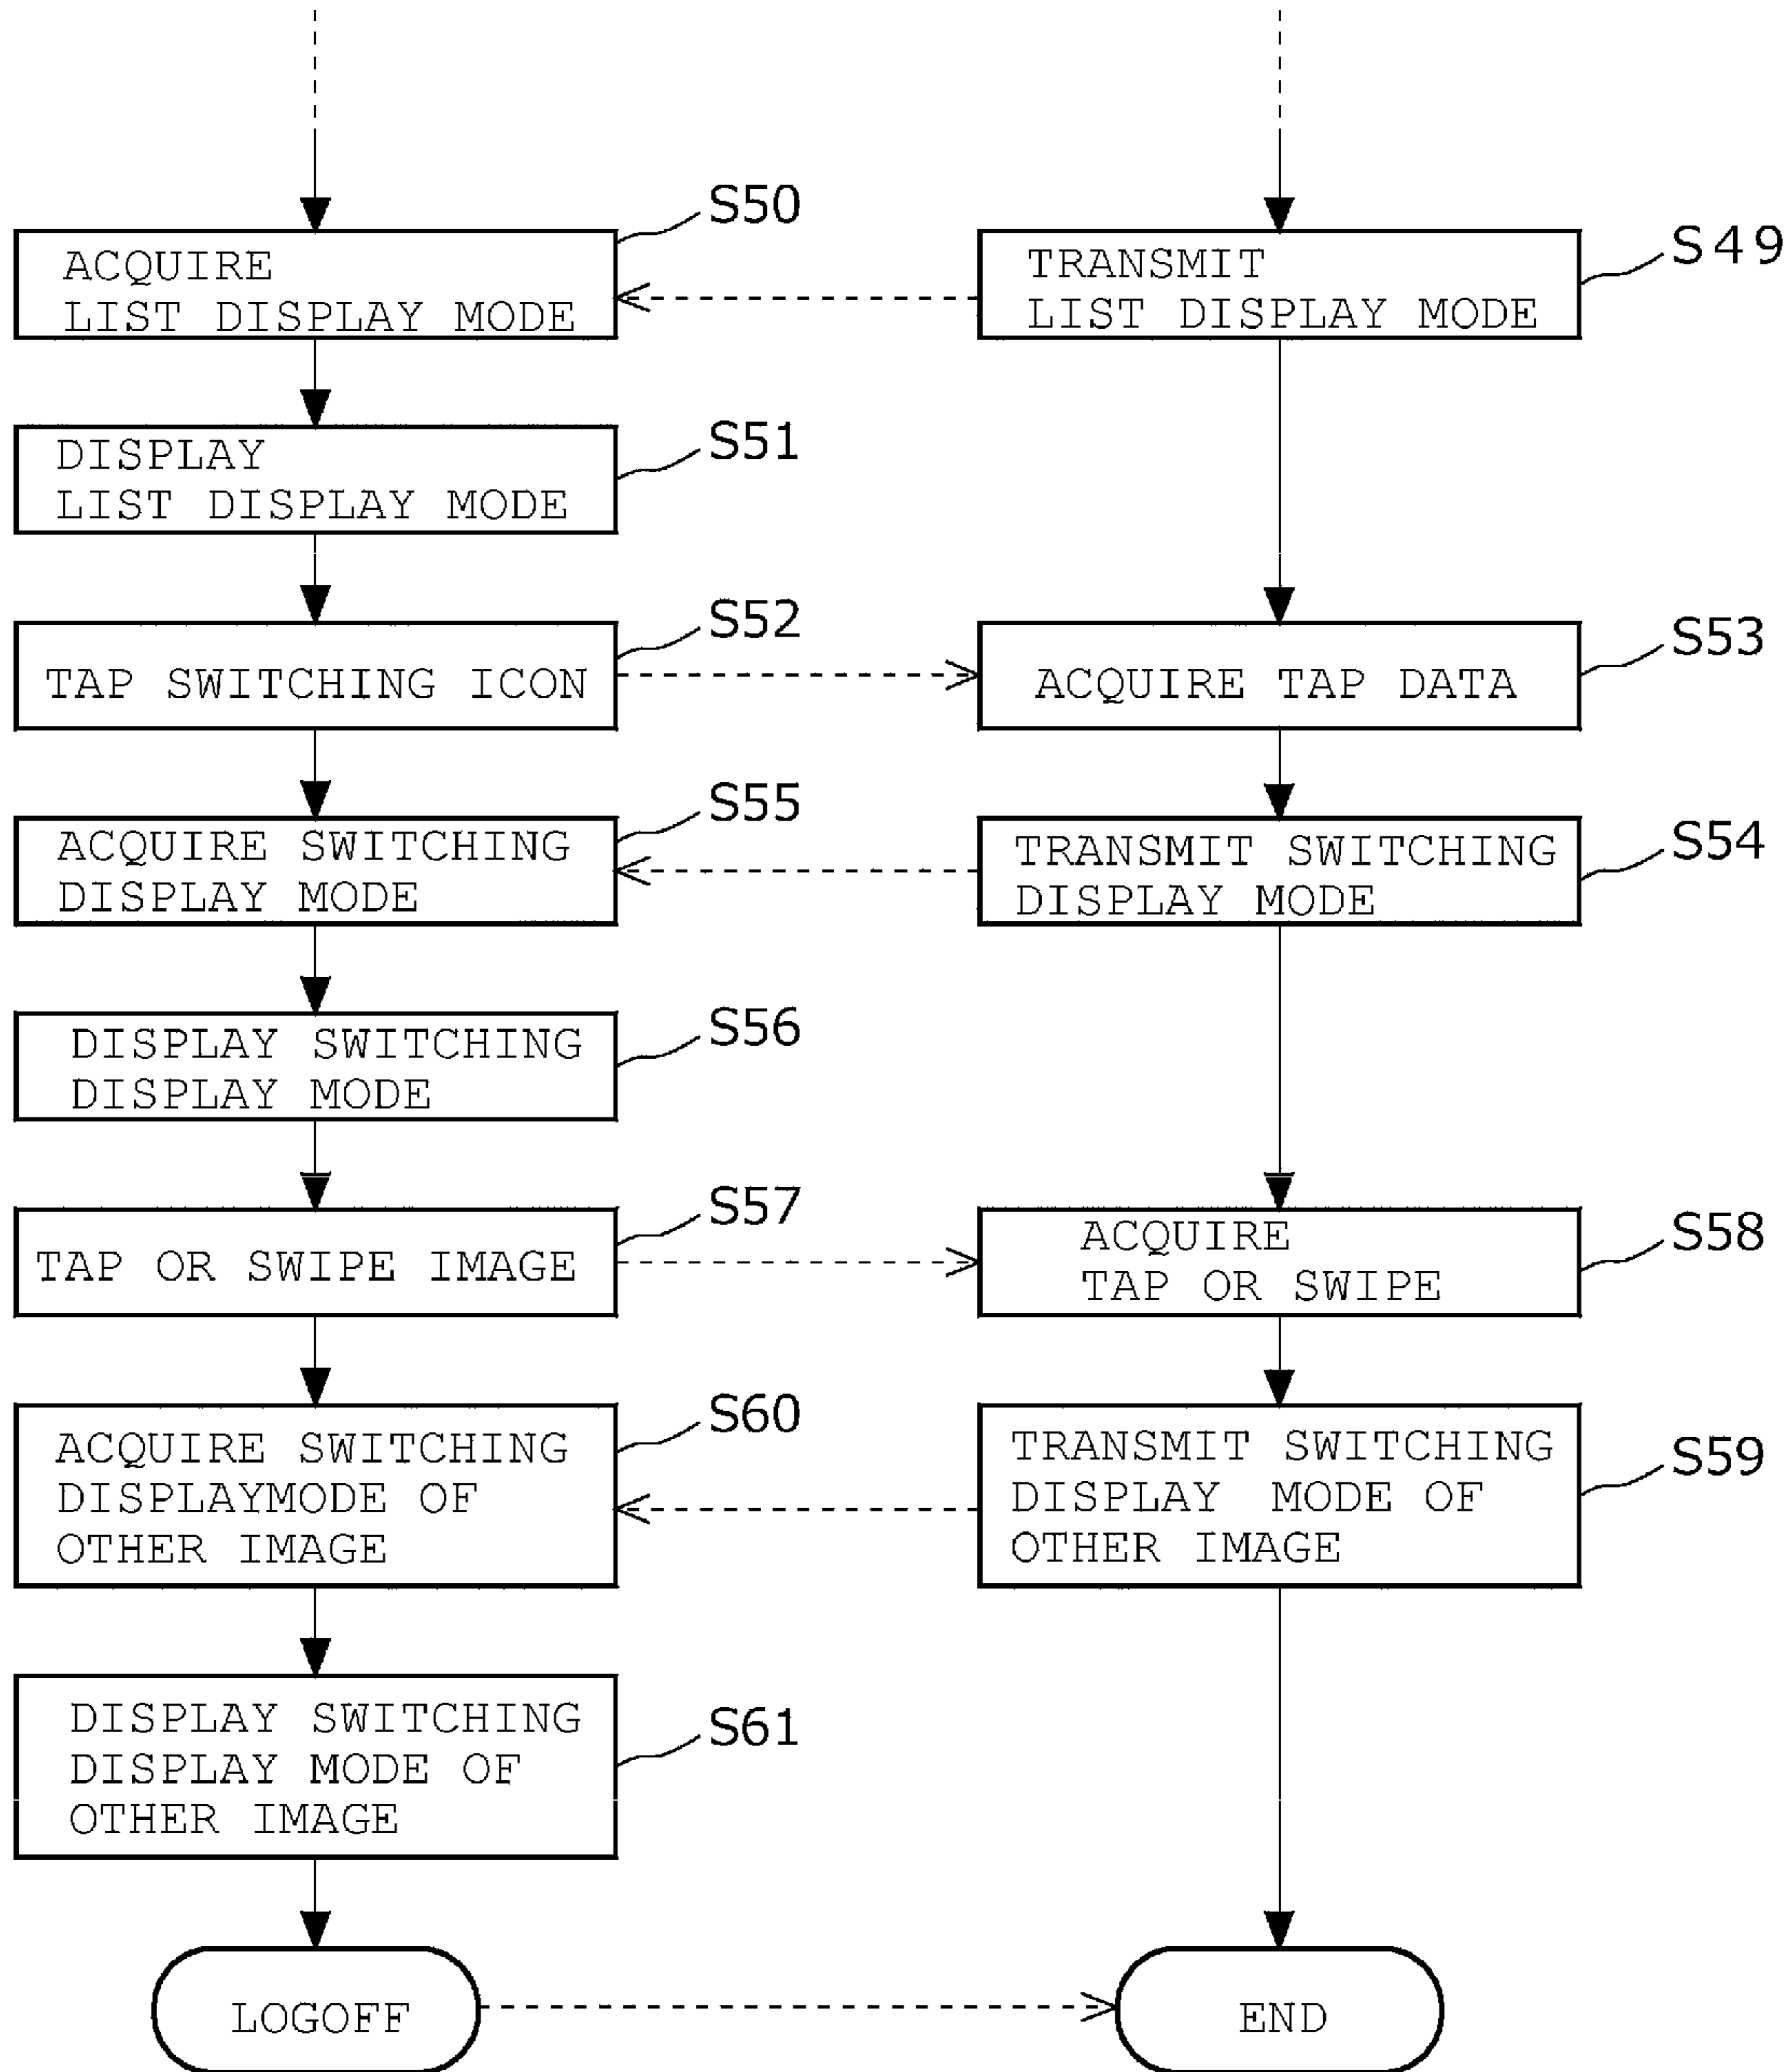 S50
ACQUIRE
LIST DISPLAY MODE
S49
TRANSMIT
LIST DISPLAY MODE
S51
DISPLAY
LIST DISPLAY MODE
S52
TAP SWITCHING ICON
S53
ACQUIRE TAP DATA
S55
ACQUIRE SWITCHING
DISPLAY MODE
S54
TRANSMIT SWITCHING
DISPLAY MODE
S56
DISPLAY SWITCHING
DISPLAY MODE
S57
TAP OR SWIPE IMAGE
S58
ACQUIRE
TAP OR SWIPE
S60
ACQUIRE SWITCHING
DISPLAYMODE OF
OTHER IMAGE
S59
TRANSMIT SWITCHING
DISPLAY MODE OF
OTHER IMAGE
S61
DISPLAY SWITCHING
DISPLAY MODE OF
OTHER IMAGE
LOGOFF
END